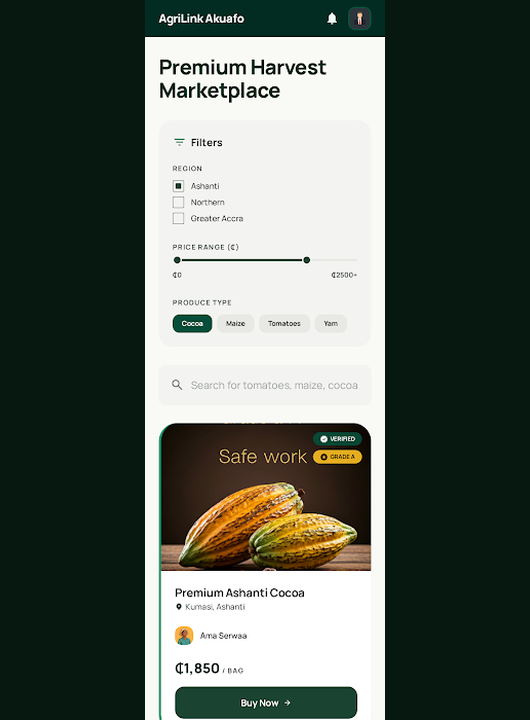 AgriLink Akuafo
Premium Harvest
Marketplace
Filters
REGION
Ashanti
Northern
Greater Accra
PRICE RANGE (₵)
₵0
₵2500+
PRODUCE TYPE
Cocoa
Maize
Tomatoes
Yam
Search for tomatoes, maize, cocoa
VERIFIED
Safe work
GRADE A
Premium Ashanti Cocoa
Kumasi, Ashanti
Ama Serwaa
₵1,850 / BAG
Buy Now →